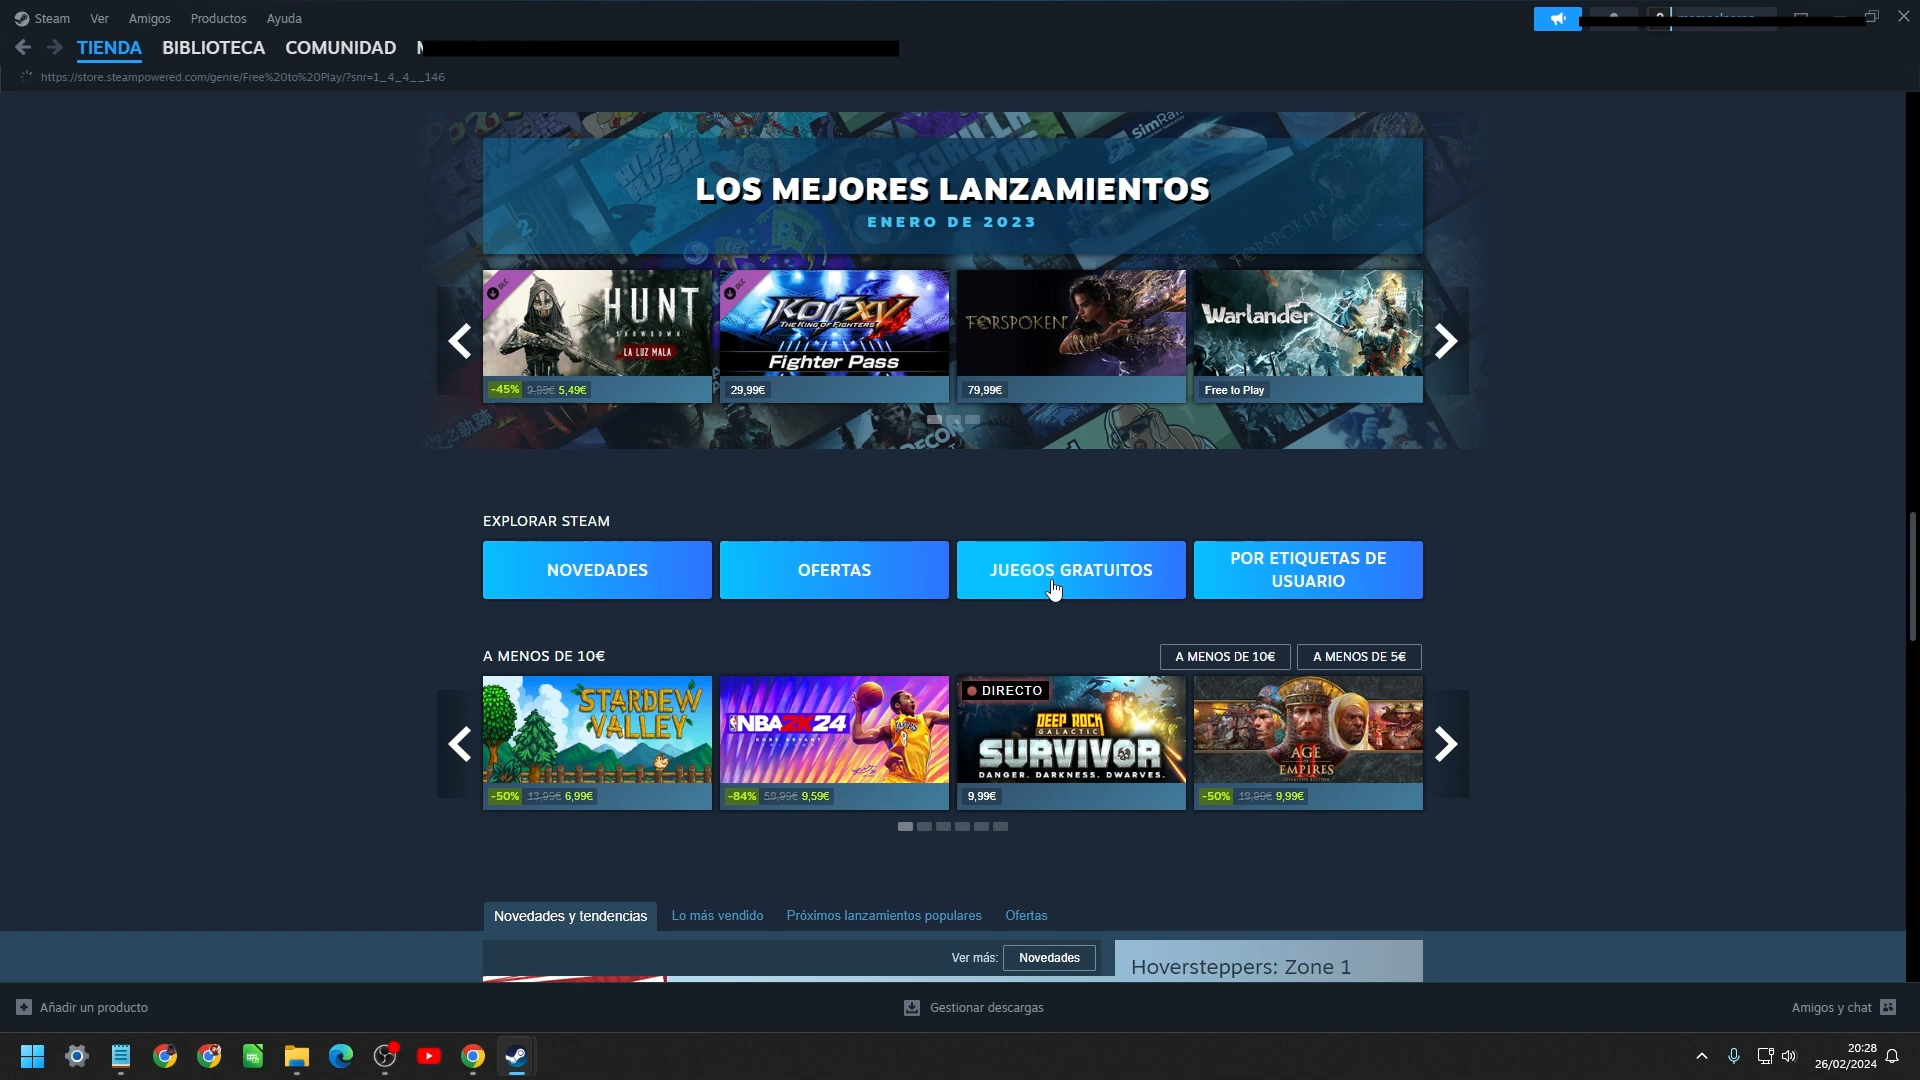 Steam Ver Amigos Productos Ayuda
TIENDA BIBLIOTECA COMUNIDAD
https://store.steampowered.com/genre/Free%20to%20Play/?snr=1_4_4__146
LOS MEJORES LANZAMIENTOS
ENERO DE 2023
DLC HUNT SHOWDOWN LA LUZ MALA
DLC KOFXV THE KING OF FIGHTERS Fighter Pass
FORSPOKEN
Warlander
-45% 9,99€ 5,49€
29,99€
79,99€
Free to Play
EXPLORAR STEAM
NOVEDADES
OFERTAS
JUEGOS GRATUITOS
POR ETIQUETAS DE
USUARIO
A MENOS DE 10€
A MENOS DE 10€ A MENOS DE 5€
STARDEW
VALLEY
NBA2K24
DIRECTO
DEEP ROCK
GALACTIC
SURVIVOR
DANGER. DARKNESS. DWARVES.
AGE
EMPIRES
-50% 13,99€ 6,99€
-84% 59,99€ 9,59€
9,99€
-50% 19,99€ 9,99€
Novedades y tendencias Lo más vendido Próximos lanzamientos populares Ofertas
Ver más: Novedades
Hoversteppers: Zone 1
Añadir un producto
Gestionar descargas
Amigos y chat
20:28
26/02/2024